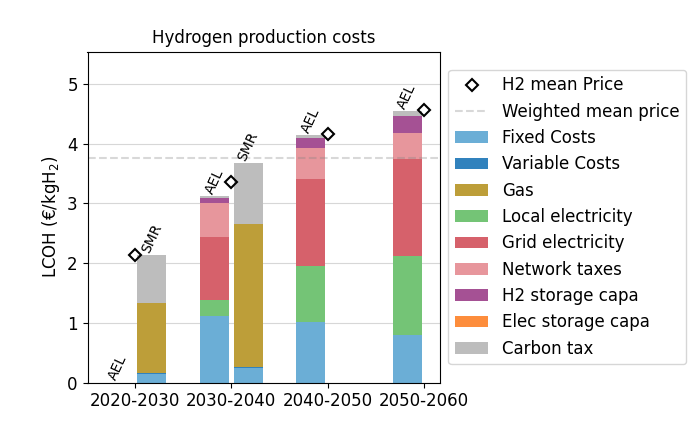 Hydrogen production costs
LCOH (€/kgH₂)
5
4
3
2
1
0
AEL
SMR
AEL
SMR
AEL
AEL
2020-2030
2030-2040
2040-2050
2050-2060
H2 mean Price
Weighted mean price
Fixed Costs
Variable Costs
Gas
Local electricity
Grid electricity
Network taxes
H2 storage capa
Elec storage capa
Carbon tax